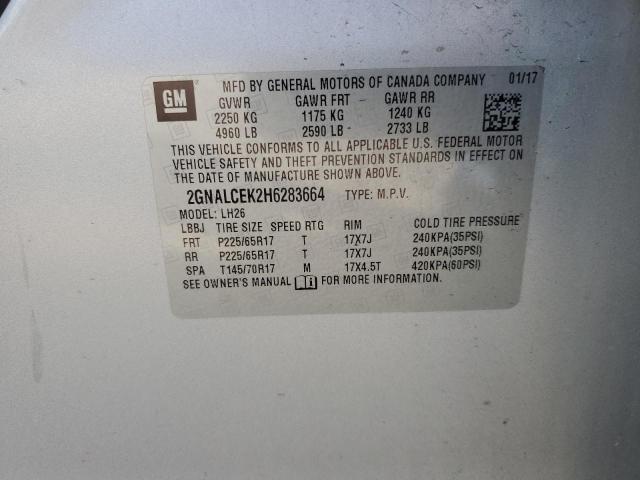 GM
MFD BY GENERAL MOTORS OF CANADA COMPANY 01/17
GVWR GAWR FRT GAWR RR
2250 KG 1175 KG 1240 KG
4960 LB 2590 LB 2733 LB
THIS VEHICLE CONFORMS TO ALL APPLICABLE U.S. FEDERAL MOTOR
VEHICLE SAFETY AND THEFT PREVENTION STANDARDS IN EFFECT ON
THE DATE OF MANUFACTURE SHOWN ABOVE.
2GNALCEK2H6283664 TYPE: M.P.V.
MODEL: LH26
LBBJ TIRE SIZE SPEED RTG RIM COLD TIRE PRESSURE
FRT P225/65R17 T 17X7J 240KPA(35PSI)
RR P225/65R17 T 17X7J 240KPA(35PSI)
SPA T145/70R17 M 17X4.5T 420KPA(60PSI)
SEE OWNER'S MANUAL i FOR MORE INFORMATION.